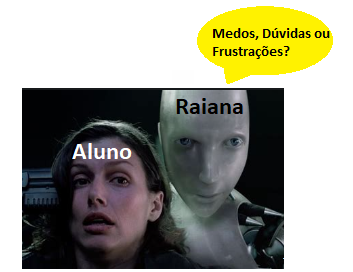 Medos, Dúvidas ou
Frustrações?
Raiana
Aluno